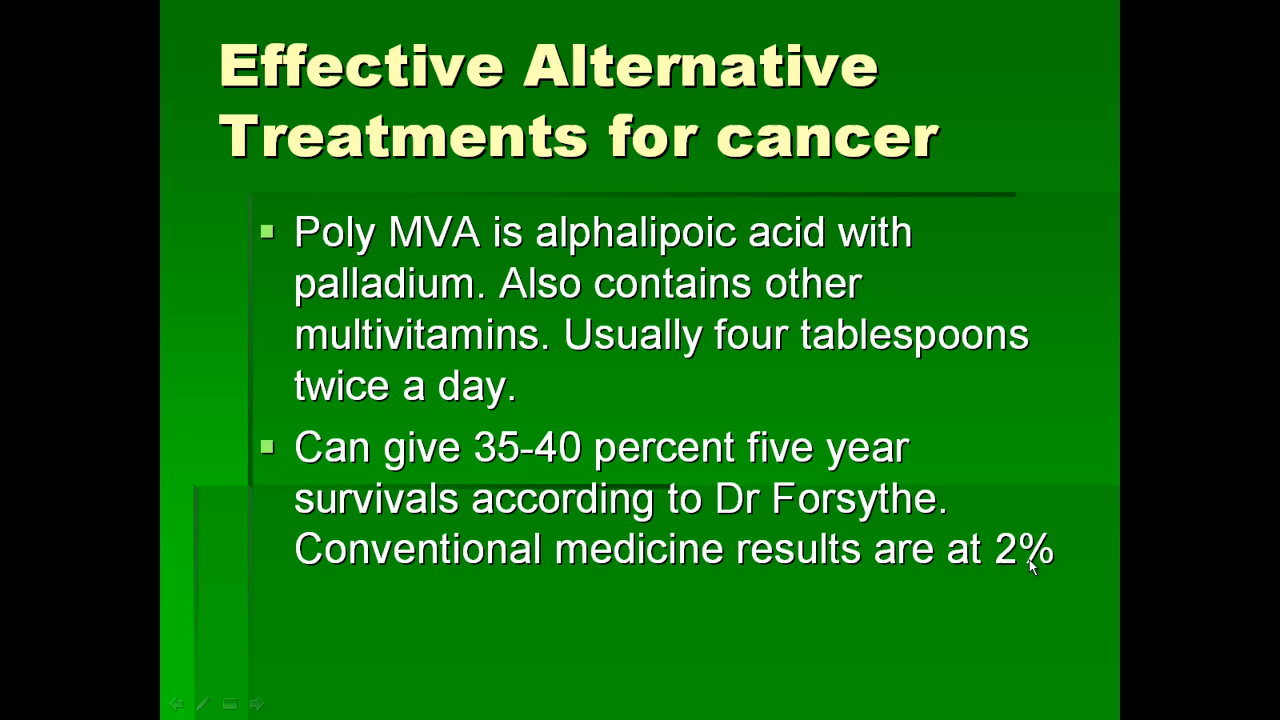 Effective Alternative
Treatments for cancer
Poly MVA is alphalipoic acid with
palladium. Also contains other
multivitamins. Usually four tablespoons
twice a day.
Can give 35-40 percent five year
survivals according to Dr Forsythe.
Conventional medicine results are at 2%